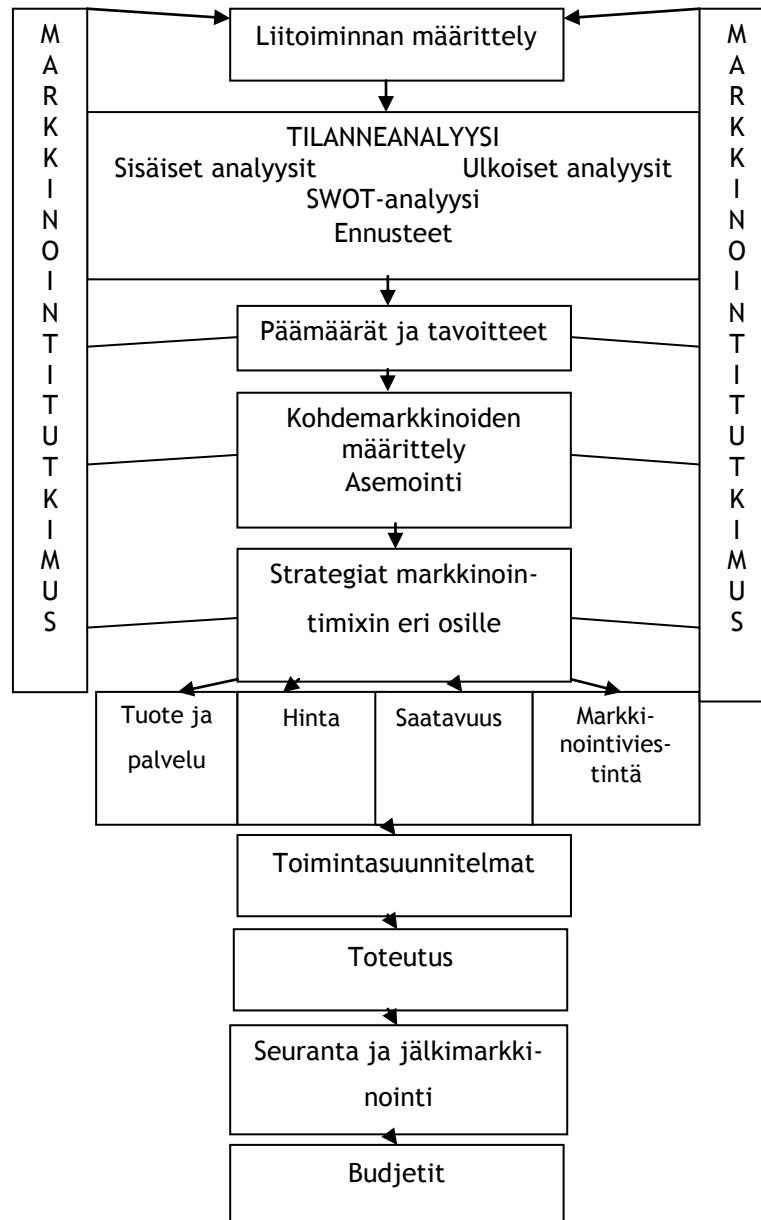 M
A
R
K
K
I
N
O
I
N
T
I
T
U
T
K
I
M
U
S
Liitoiminnan määrittely
TILANNEANALYYSI
Sisäiset analyysit Ulkoiset analyysit
SWOT-analyysi
Ennusteet
Päämäärät ja tavoitteet
Kohdemarkkinoiden
määrittely
Asemointi
Strategiat markkinoin-
timixin eri osille
Tuote ja
palvelu
Hinta
Saatavuus
Markki-
nointivies-
tintä
Toimintasuunnitelmat
Toteutus
Seuranta ja jälkimarkki-
nointi
Budjetit
M
A
R
K
K
I
N
O
I
N
T
I
T
U
T
K
I
M
U
S